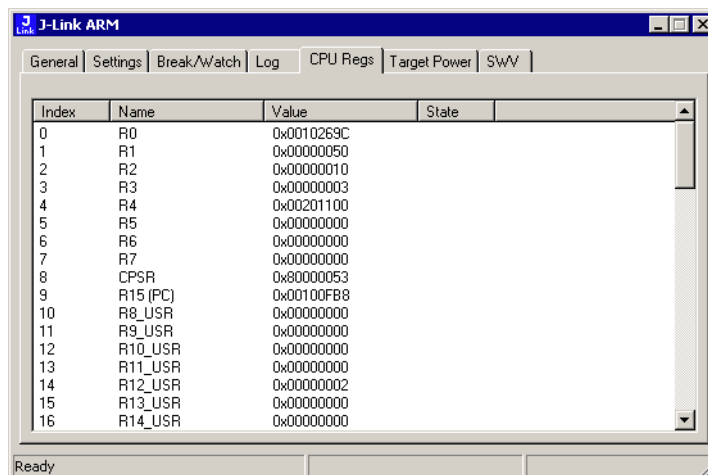 J-Link ARM
General Settings Break/Watch Log CPU Regs Target Power SWV
Index Name Value State
0 R0 0x0010269C
1 R1 0x00000050
2 R2 0x00000010
3 R3 0x00000003
4 R4 0x00201100
5 R5 0x00000000
6 R6 0x00000000
7 R7 0x00000000
8 CPSR 0x80000053
9 R15 (PC) 0x00100FB8
10 R8_USR 0x00000000
11 R9_USR 0x00000000
12 R10_USR 0x00000000
13 R11_USR 0x00000000
14 R12_USR 0x00000002
15 R13_USR 0x00000000
16 R14_USR 0x00000000
Ready